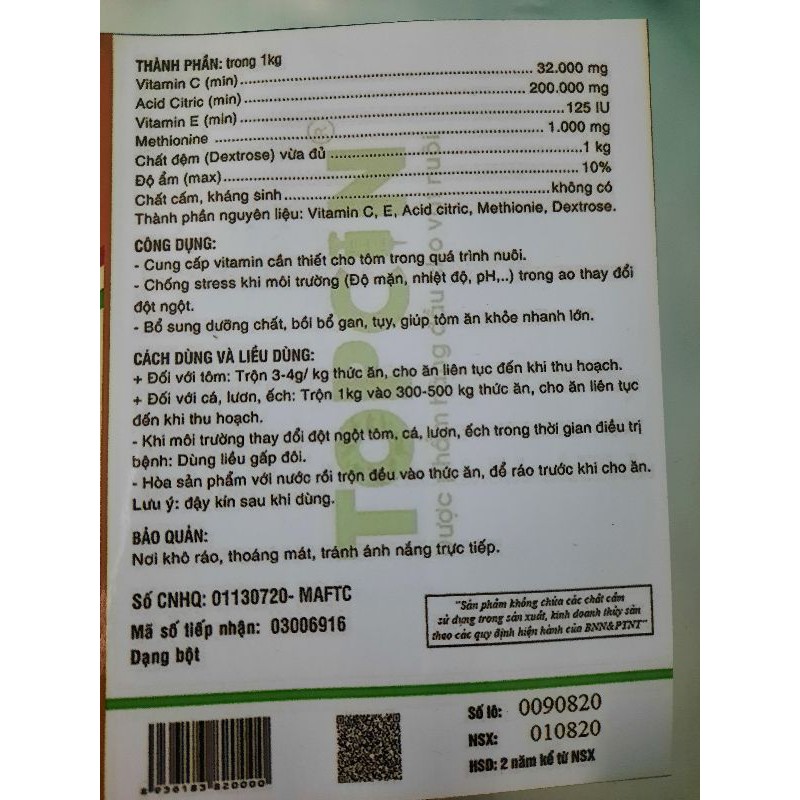 THÀNH PHẦN: trong 1kg
Vitamin C (min)........................ 32.000 mg
Acid Citric (min)........................ 200.000 mg
Vitamin E (min)........................ 125 IU
Methionine ........................ 1.000 mg
Chất đệm (Dextrose) vừa đủ ........................ 1 kg
Độ ẩm (max)........................ 10%
Chất cấm, kháng sinh........................ không có
Thành phần nguyên liệu: Vitamin C, E, Acid citric, Methionie, Dextrose.
CÔNG DỤNG:
- Cung cấp vitamin cần thiết cho tôm trong quá trình nuôi.
- Chống stress khi môi trường (Độ mặn, nhiệt độ, pH,..) trong ao thay đổi
đột ngột.
- Bổ sung dưỡng chất, bồi bổ gan, tụy, giúp tôm ăn khỏe nhanh lớn.
CÁCH DÙNG VÀ LIỀU DÙNG:
+ Đối với tôm: Trộn 3-4g/ kg thức ăn, cho ăn liên tục đến khi thu hoạch.
+ Đối với cá, lươn, ếch: Trộn 1kg vào 300-500 kg thức ăn, cho ăn liên tục
đến khi thu hoạch.
- Khi môi trường thay đổi đột ngột tôm, cá, lươn, ếch trong thời gian điều trị
bệnh: Dùng liều gấp đôi.
- Hòa sản phẩm với nước rồi trộn đều vào thức ăn, để ráo trước khi cho ăn.
Lưu ý: đậy kín sau khi dùng.
BẢO QUẢN:
Nơi khô ráo, thoáng mát, tránh ánh nắng trực tiếp.
Số CNHQ: 01130720- MAFTC
Mã số tiếp nhận: 03006916
Dạng bột
"Sản phẩm không chứa các chất cấm
sử dụng trong sản xuất, kinh doanh thủy sản
theo các quy định hiện hành của BNN&PTNT"
TOPCIN®
Số lô: 0090820
NSX: 010820
HSD: 2 năm kể từ NSX
8 936183 820000